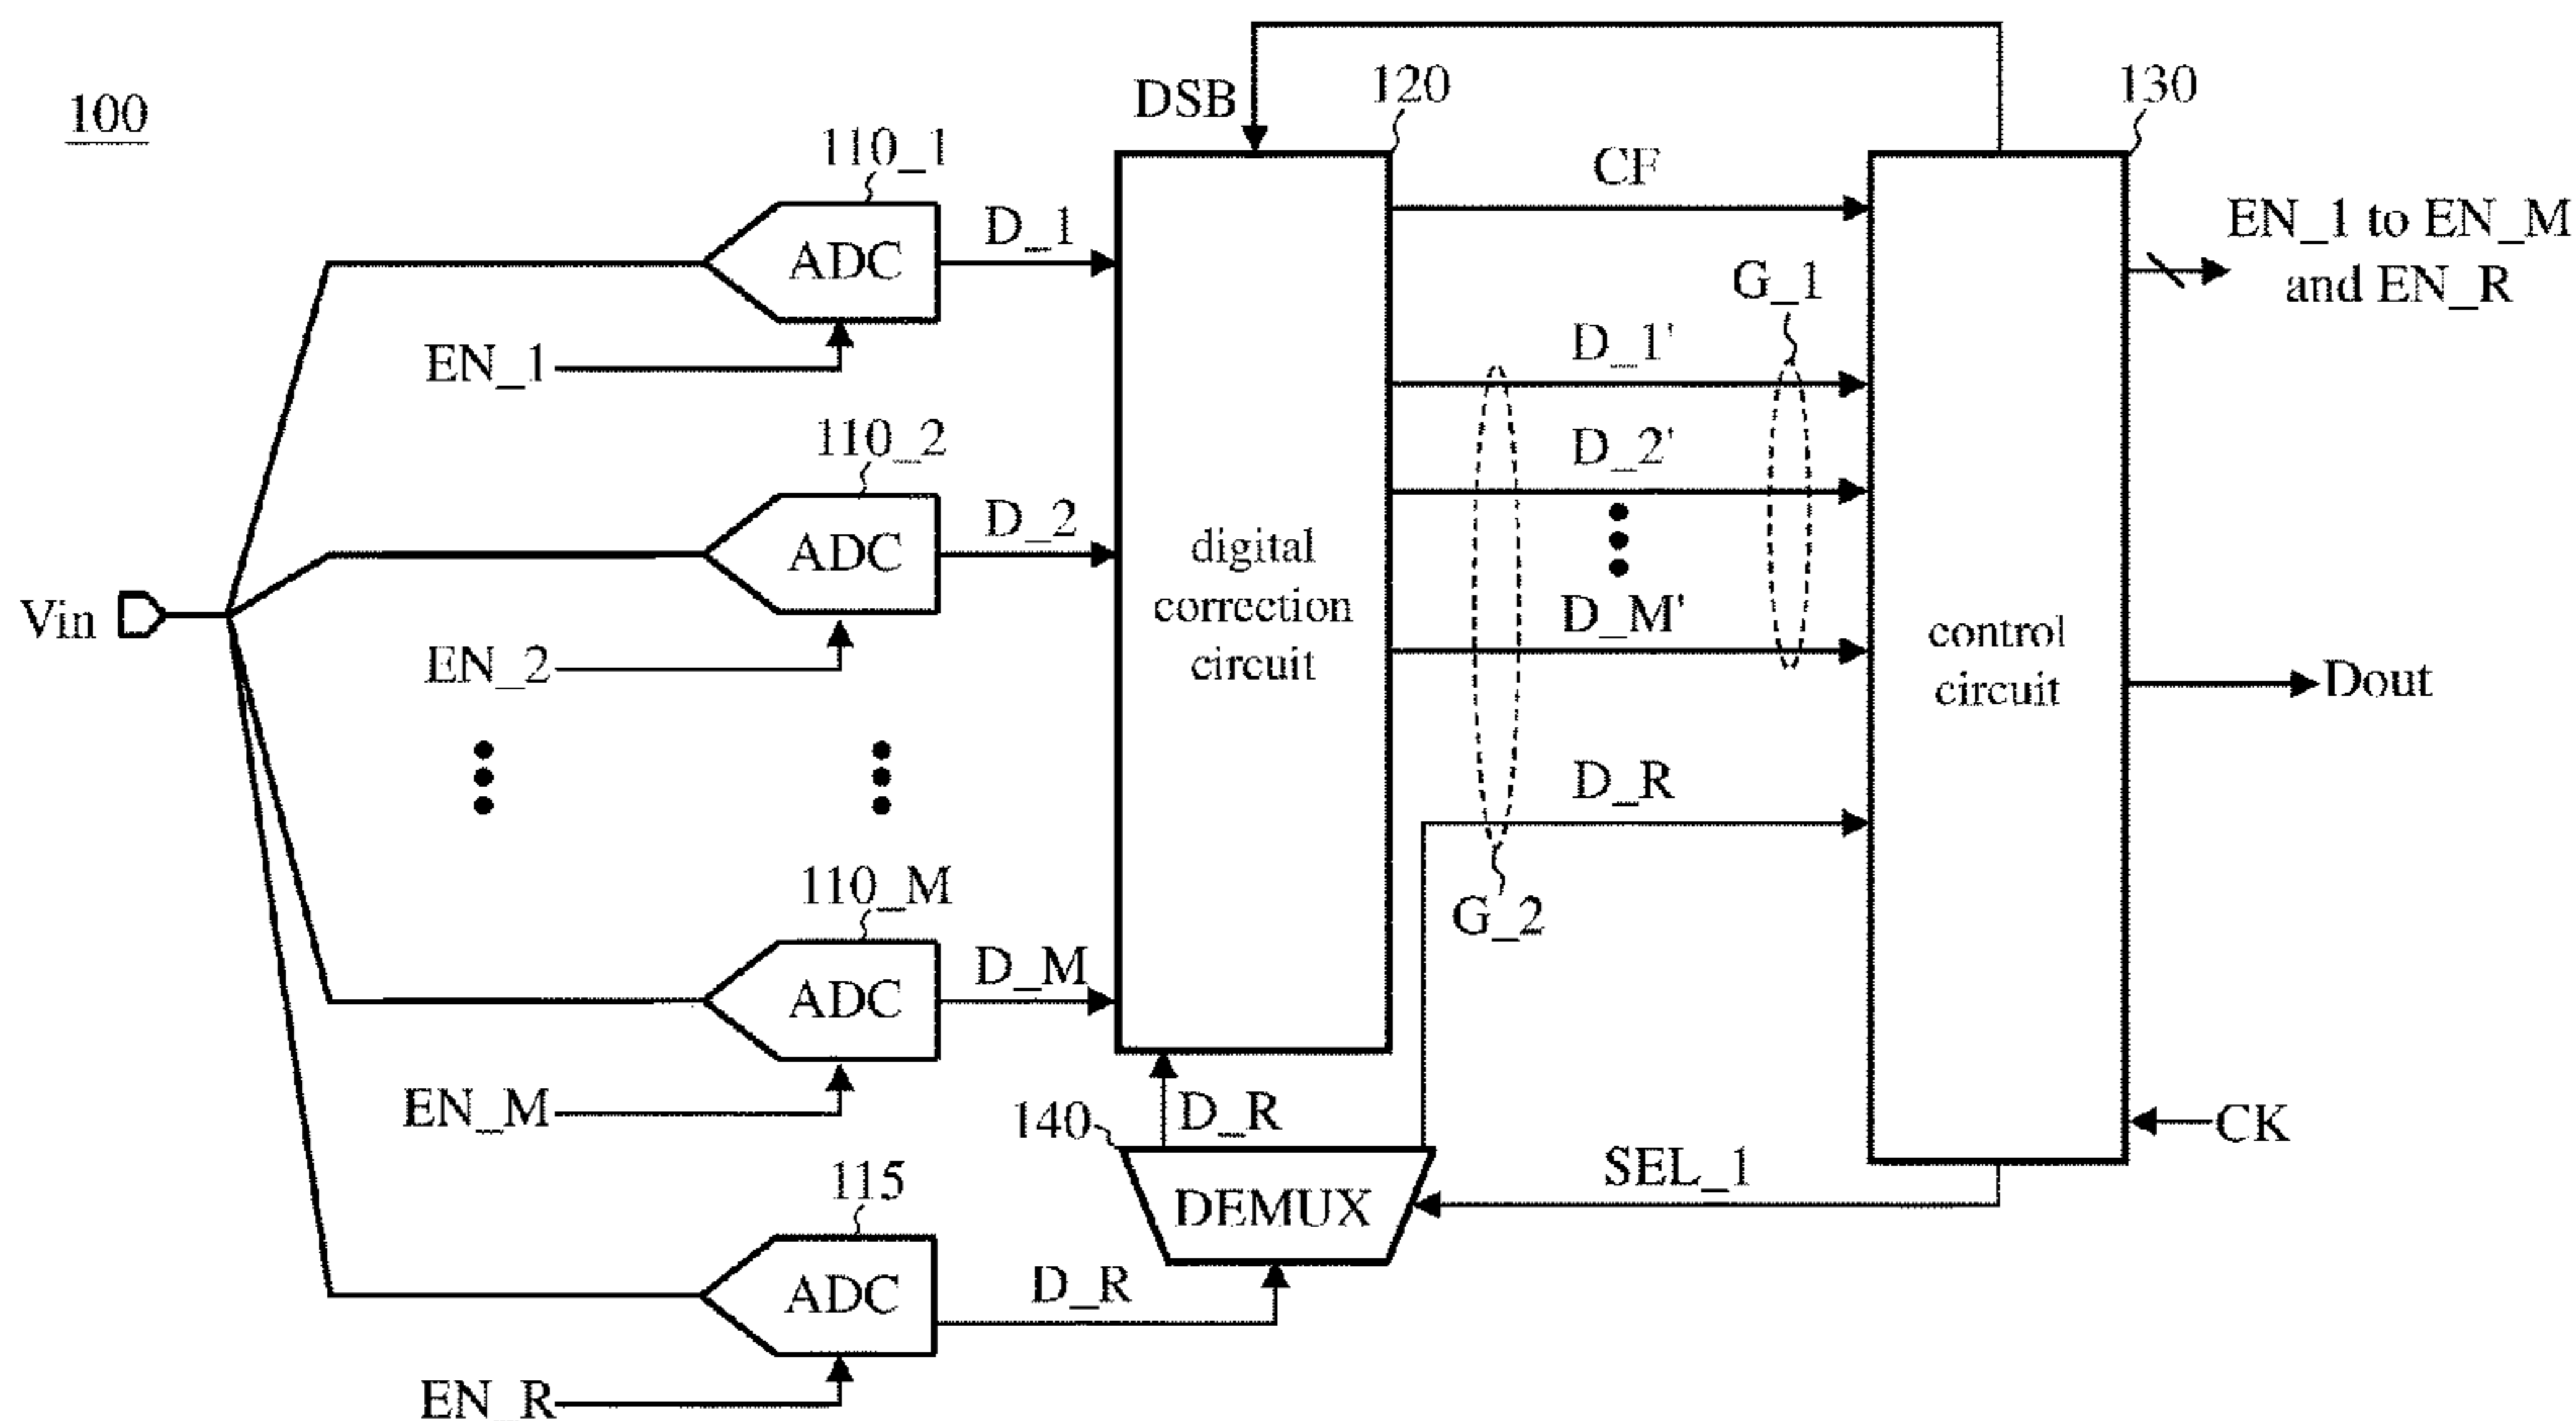 100
DSB
120
130
110_1
ADC
D_1
EN_1
CF
EN_1 to EN_M
and EN_R
G_1
D_1'
110_2
ADC
D_2
EN_2
D_2'
digital
correction
circuit
Vin
D_M'
control
circuit
Dout
D_R
G_2
110_M
ADC
D_M
EN_M
140
D_R
CK
SEL_1
115
DEMUX
ADC
D_R
EN_R